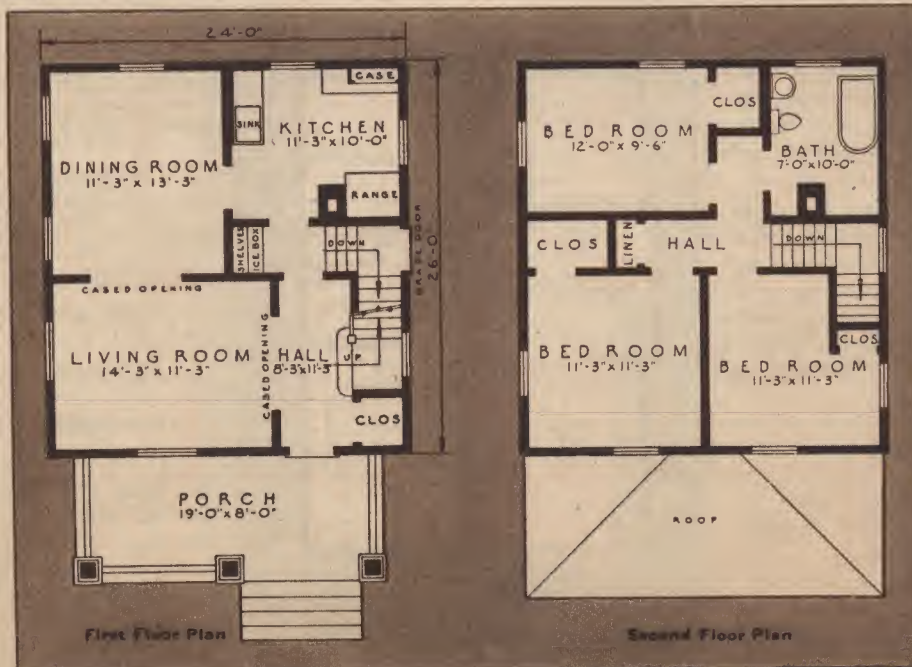 24'-0"
CASE
SINK
KITCHEN
11'-3" x 10'-0"
DINING ROOM
11'-3" x 13'-3"
RANGE
SHELVES
ICE BOX
DOWN
GRADE DOOR
26'-0"
CASED OPENING
LIVING ROOM
14'-3" x 11'-3"
CASED OPENING
HALL
8'-3" x 11'-3"
UP
CLOS
PORCH
19'-0" x 8'-0"
First Floor Plan
CLOS
BED ROOM
12'-0" x 9'-6"
BATH
7'-0" x 10'-0"
CLOS
LINEN
HALL
DOWN
BED ROOM
11'-3" x 11'-3"
CLOS
BED ROOM
11'-3" x 11'-3"
ROOF
Second Floor Plan